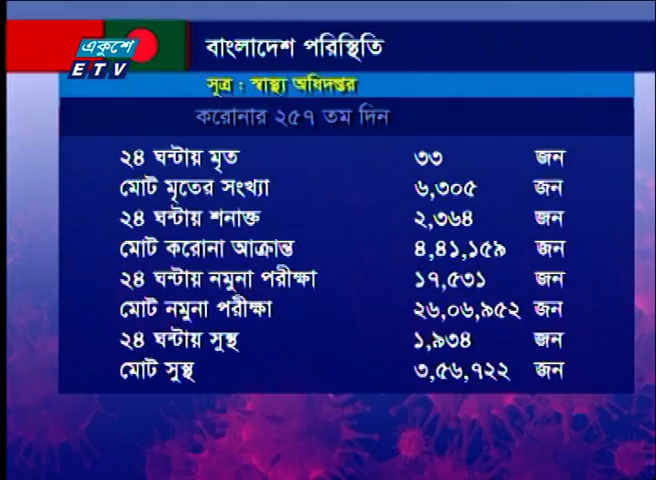 একুশে
ETV
বাংলাদেশ পরিস্থিতি
সূত্র : স্বাস্থ্য অধিদপ্তর
করোনার ২৫৭ তম দিন
২৪ ঘন্টায় মৃত ৩৩ জন
মোট মৃতের সংখ্যা ৬,৩০৫ জন
২৪ ঘন্টায় শনাক্ত ২,৩৬৪ জন
মোট করোনা আক্রান্ত ৪,৪১,১৫৯ জন
২৪ ঘন্টায় নমুনা পরীক্ষা ১৭,৫৩১ জন
মোট নমুনা পরীক্ষা ২৬,০৬,৯৫২ জন
২৪ ঘন্টায় সুস্থ ১,৯৩৪ জন
মোট সুস্থ ৩,৫৬,৭২২ জন